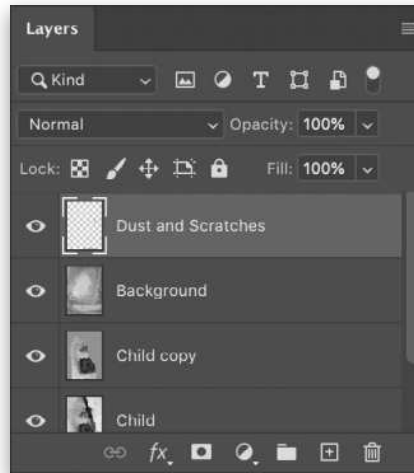 Layers
Kind
Normal Opacity: 100%
Lock: Fill: 100%
Dust and Scratches
Background
Child copy
Child
fx